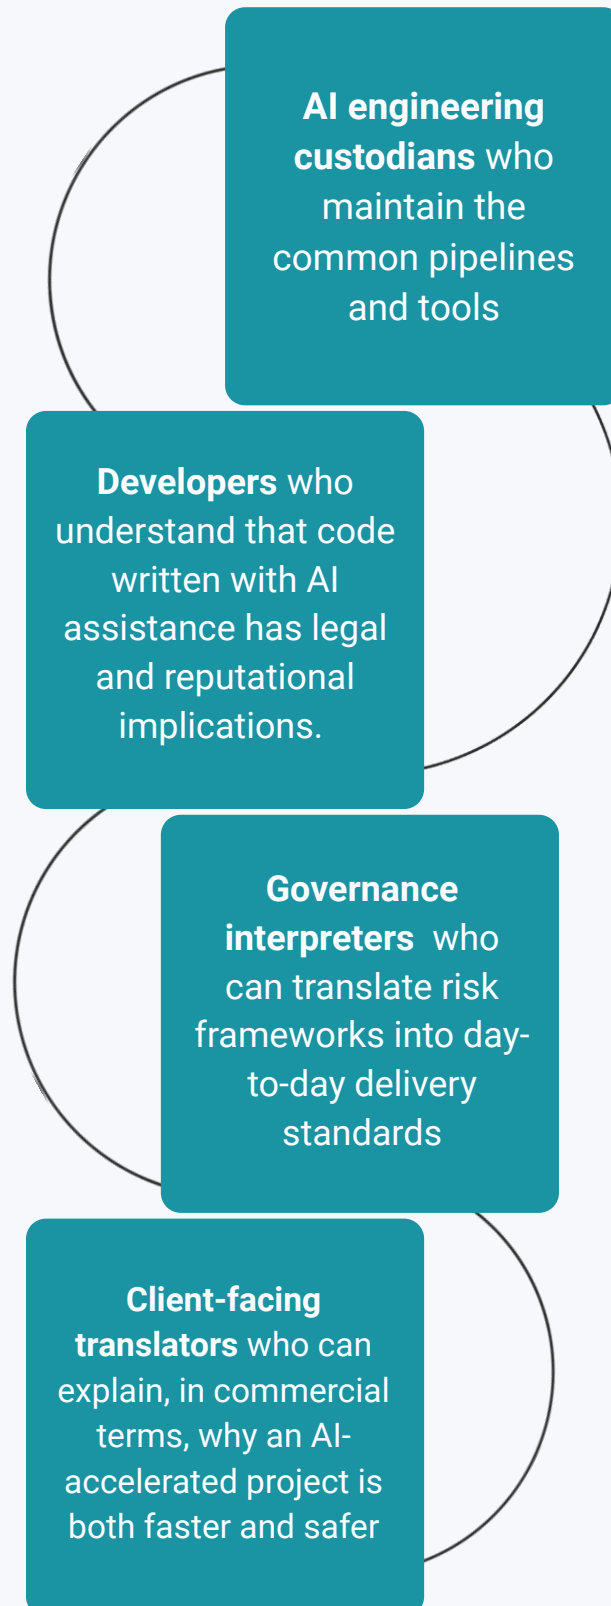 AI engineering
custodians who
maintain the
common pipelines
and tools
Developers who
understand that code
written with AI
assistance has legal
and reputational
implications.
Governance
interpreters who
can translate risk
frameworks into day-
to-day delivery
standards
Client-facing
translators who can
explain, in commercial
terms, why an AI-
accelerated project is
both faster and safer